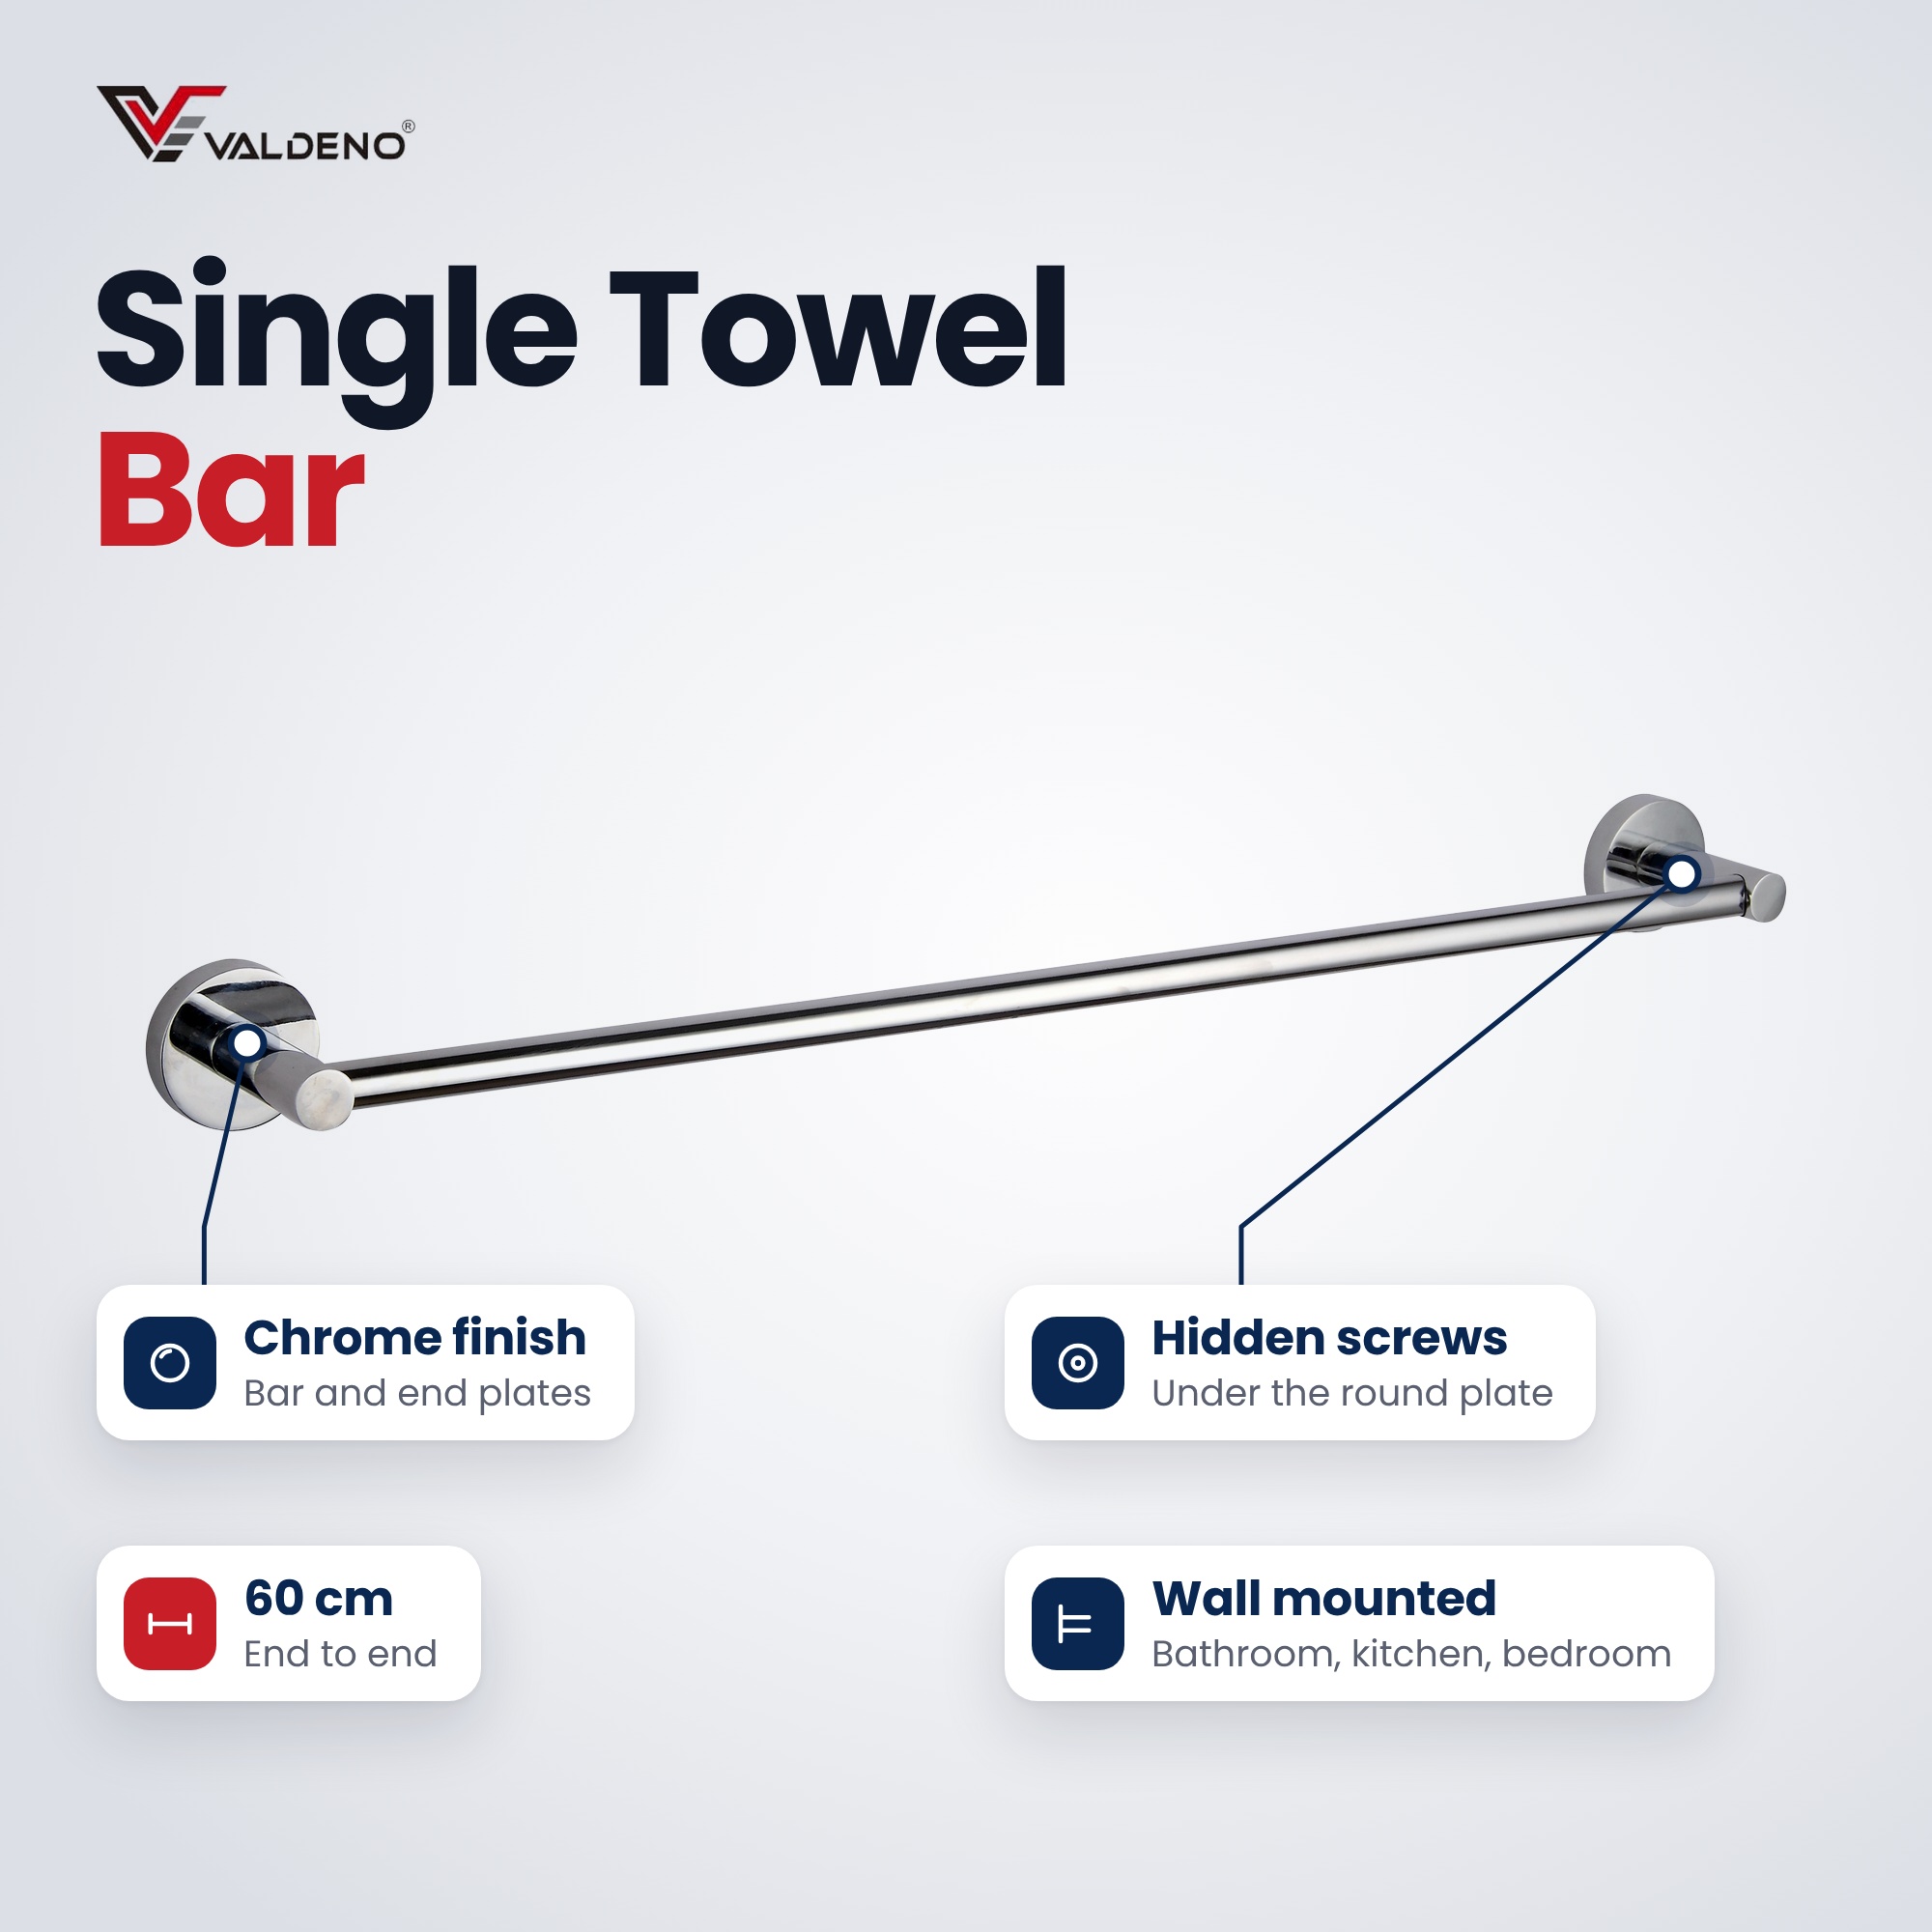 VALDENO®
Single Towel
Bar
Chrome finish
Bar and end plates
Hidden screws
Under the round plate
60 cm
End to end
Wall mounted
Bathroom, kitchen, bedroom